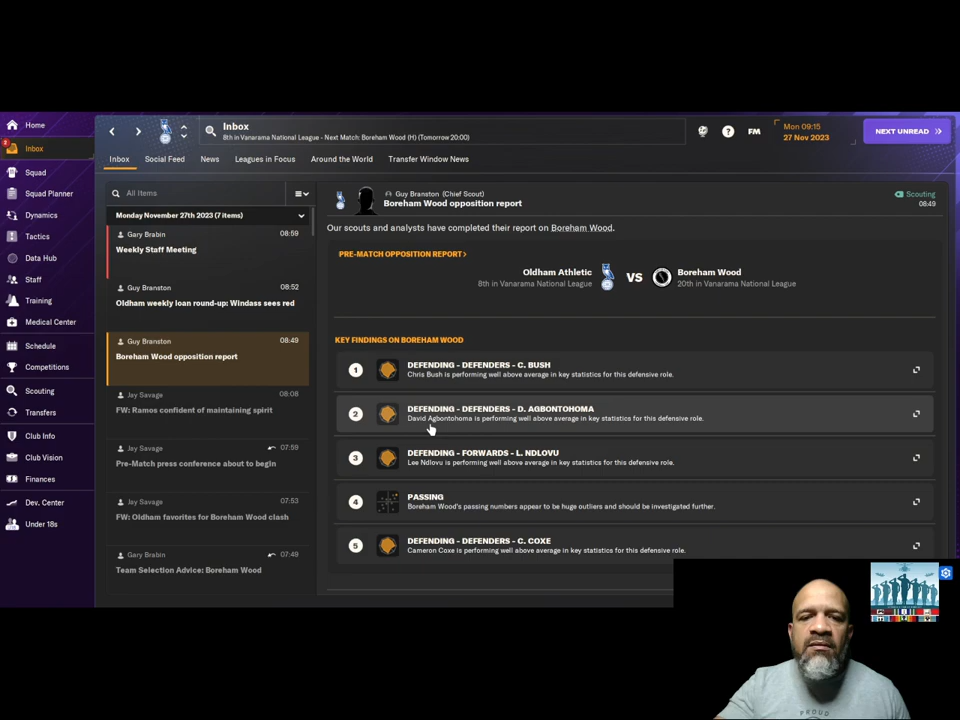 Home
Inbox
Squad
Squad Planner
Dynamics
Tactics
Data Hub
Staff
Training
Medical Center
Schedule
Competitions
Scouting
Transfers
Club Info
Club Vision
Finances
Dev. Center
Under 18s
Inbox
8th in Vanarama National League - Next Match: Boreham Wood (H) (Tomorrow 20:00)
FM
Mon 09:15
27 Nov 2023
NEXT UNREAD
Inbox
Social Feed
News
Leagues in Focus
Around the World
Transfer Window News
All Items
Monday November 27th 2023 (7 items)
Gary Brabin 08:59
Weekly Staff Meeting
Guy Branston 08:52
Oldham weekly loan round-up: Windass sees red
Guy Branston 08:49
Boreham Wood opposition report
Jay Savage 08:08
FW: Ramos confident of maintaining spirit
Jay Savage 07:59
Pre-Match press conference about to begin
Jay Savage 07:53
FW: Oldham favorites for Boreham Wood clash
Gary Brabin 07:49
Team Selection Advice: Boreham Wood
Guy Branston (Chief Scout)
Boreham Wood opposition report
Scouting
08:49
Our scouts and analysts have completed their report on Boreham Wood.
PRE-MATCH OPPOSITION REPORT >
Oldham Athletic
8th in Vanarama National League
VS
Boreham Wood
20th in Vanarama National League
KEY FINDINGS ON BOREHAM WOOD
1 DEFENDING - DEFENDERS - C. BUSH
Chris Bush is performing well above average in key statistics for this defensive role.
2 DEFENDING - DEFENDERS - D. AGBONTOHOMA
David Agbontohoma is performing well above average in key statistics for this defensive role.
3 DEFENDING - FORWARDS - L. NDLOVU
Lee Ndlovu is performing well above average in key statistics for this defensive role.
4 PASSING
Boreham Wood's passing numbers appear to be huge outliers and should be investigated further.
5 DEFENDING - DEFENDERS - C. COXE
Cameron Coxe is performing well above average in key statistics for this defensive role.
PROUD